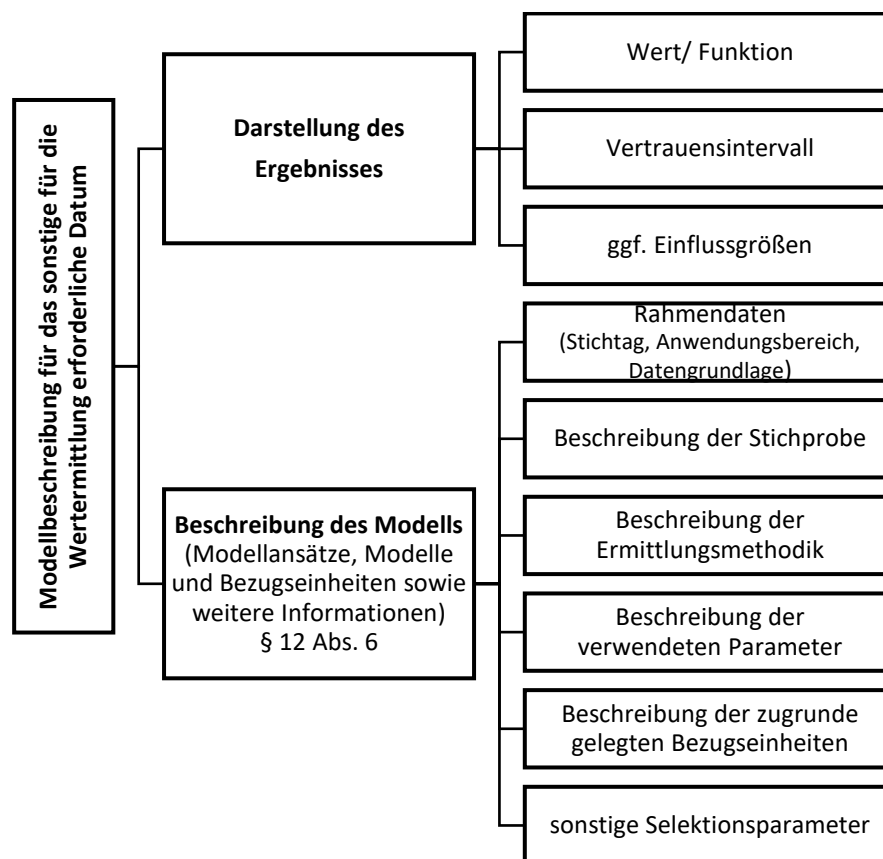 Modellbeschreibung für das sonstige für die
Wertermittlung erforderliche Datum
Darstellung des
Ergebnisses
Wert/ Funktion
Vertrauensintervall
ggf. Einflussgrößen
Beschreibung des Modells
(Modellansätze, Modelle
und Bezugseinheiten sowie
weitere Informationen)
§ 12 Abs. 6
Rahmendaten
(Stichtag, Anwendungsbereich,
Datengrundlage)
Beschreibung der Stichprobe
Beschreibung der
Ermittlungsmethodik
Beschreibung der
verwendeten Parameter
Beschreibung der zugrunde
gelegten Bezugseinheiten
sonstige Selektionsparameter